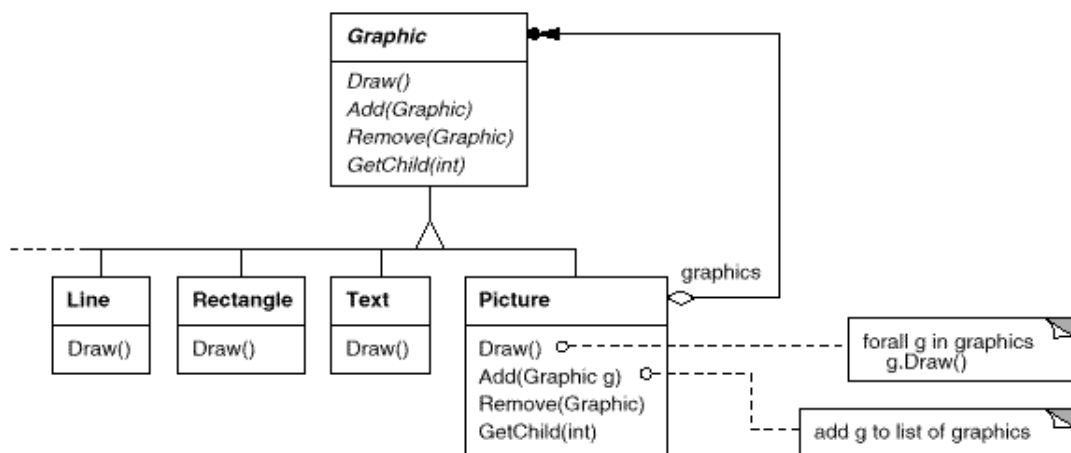 Graphic
Draw()
Add(Graphic)
Remove(Graphic)
GetChild(int)
graphics
Line
Draw()
Rectangle
Draw()
Text
Draw()
Picture
Draw()
Add(Graphic g)
Remove(Graphic)
GetChild(int)
forall g in graphics
g.Draw()
add g to list of graphics